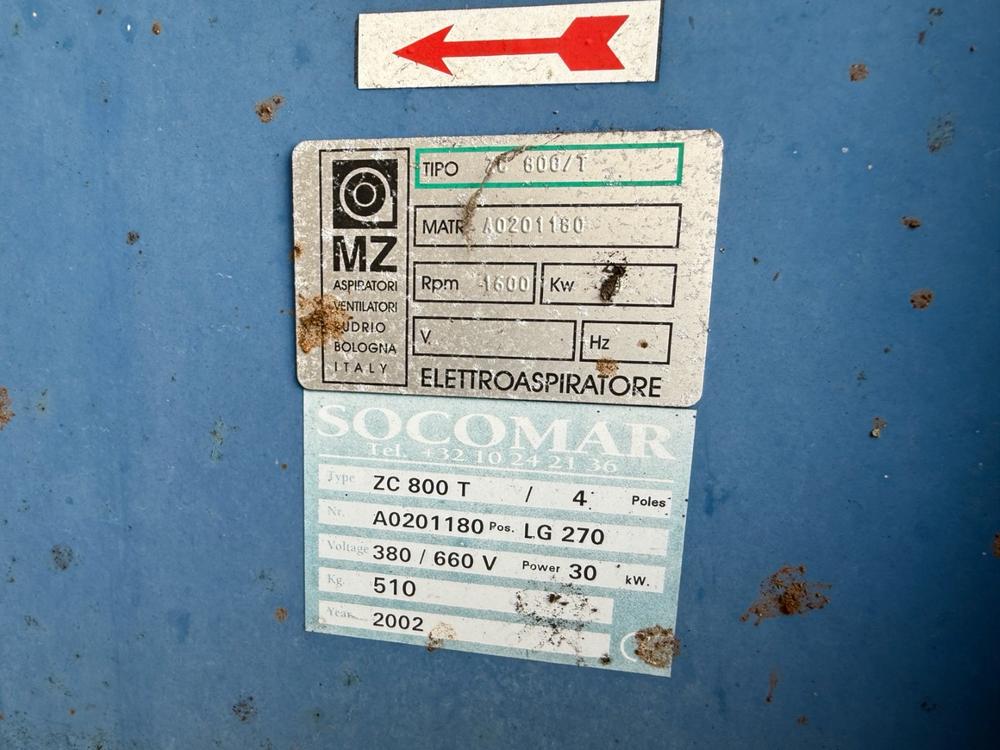 TIPO ZC 800/T
MATR A0201180
Rpm 1600 Kw
V. Hz
MZ
ASPIRATORI
VENTILATORI
BUDRIO
BOLOGNA
ITALY
ELETTROASPIRATORE
SOCOMAR
Tel. +32 10 24 21 36
Type ZC 800 T / 4 Poles
Nr. A0201180 Pos. LG 270
Voltage 380 / 660 V Power 30 kW.
Kg. 510
Year 2002